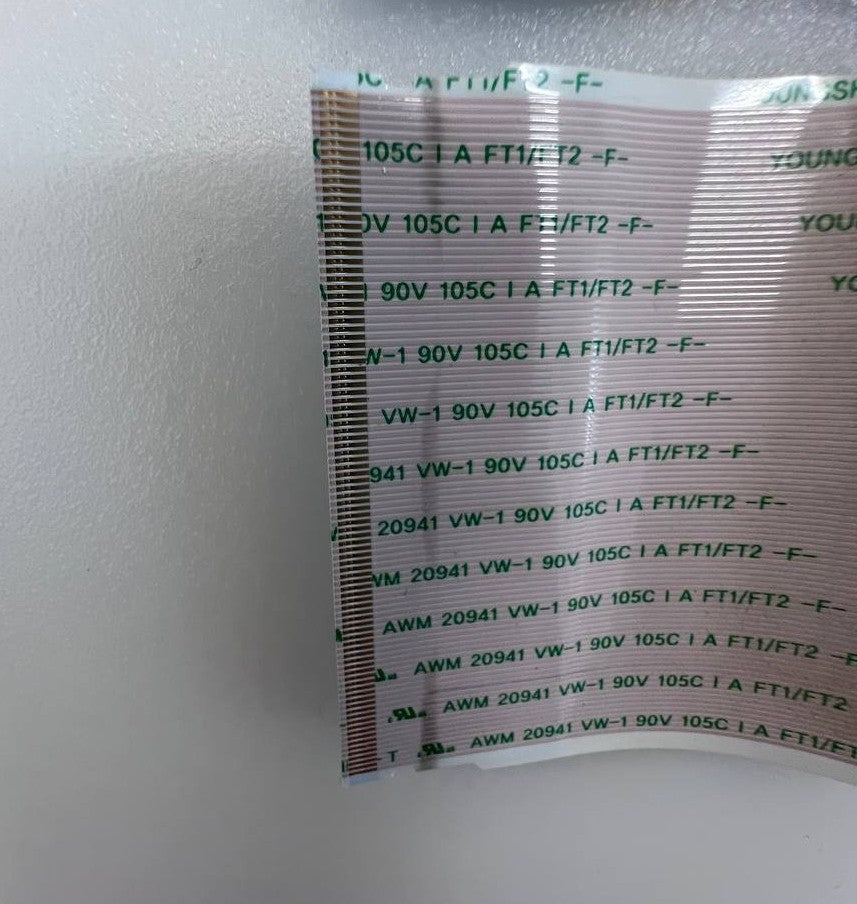 A FT1/FT2 -F-
105C I A FT1/FT2 -F- YOUNG
0V 105C I A FT1/FT2 -F- YOU
90V 105C I A FT1/FT2 -F- YO
W-1 90V 105C I A FT1/FT2 -F-
VW-1 90V 105C I A FT1/FT2 -F-
941 VW-1 90V 105C I A FT1/FT2 -F-
20941 VW-1 90V 105C I A FT1/FT2 -F-
WM 20941 VW-1 90V 105C I A FT1/FT2 -F-
AWM 20941 VW-1 90V 105C I A FT1/FT2 -F-
AWM 20941 VW-1 90V 105C I A FT1/FT2 -F
AWM 20941 VW-1 90V 105C I A FT1/FT2
T AWM 20941 VW-1 90V 105C I A FT1/FT